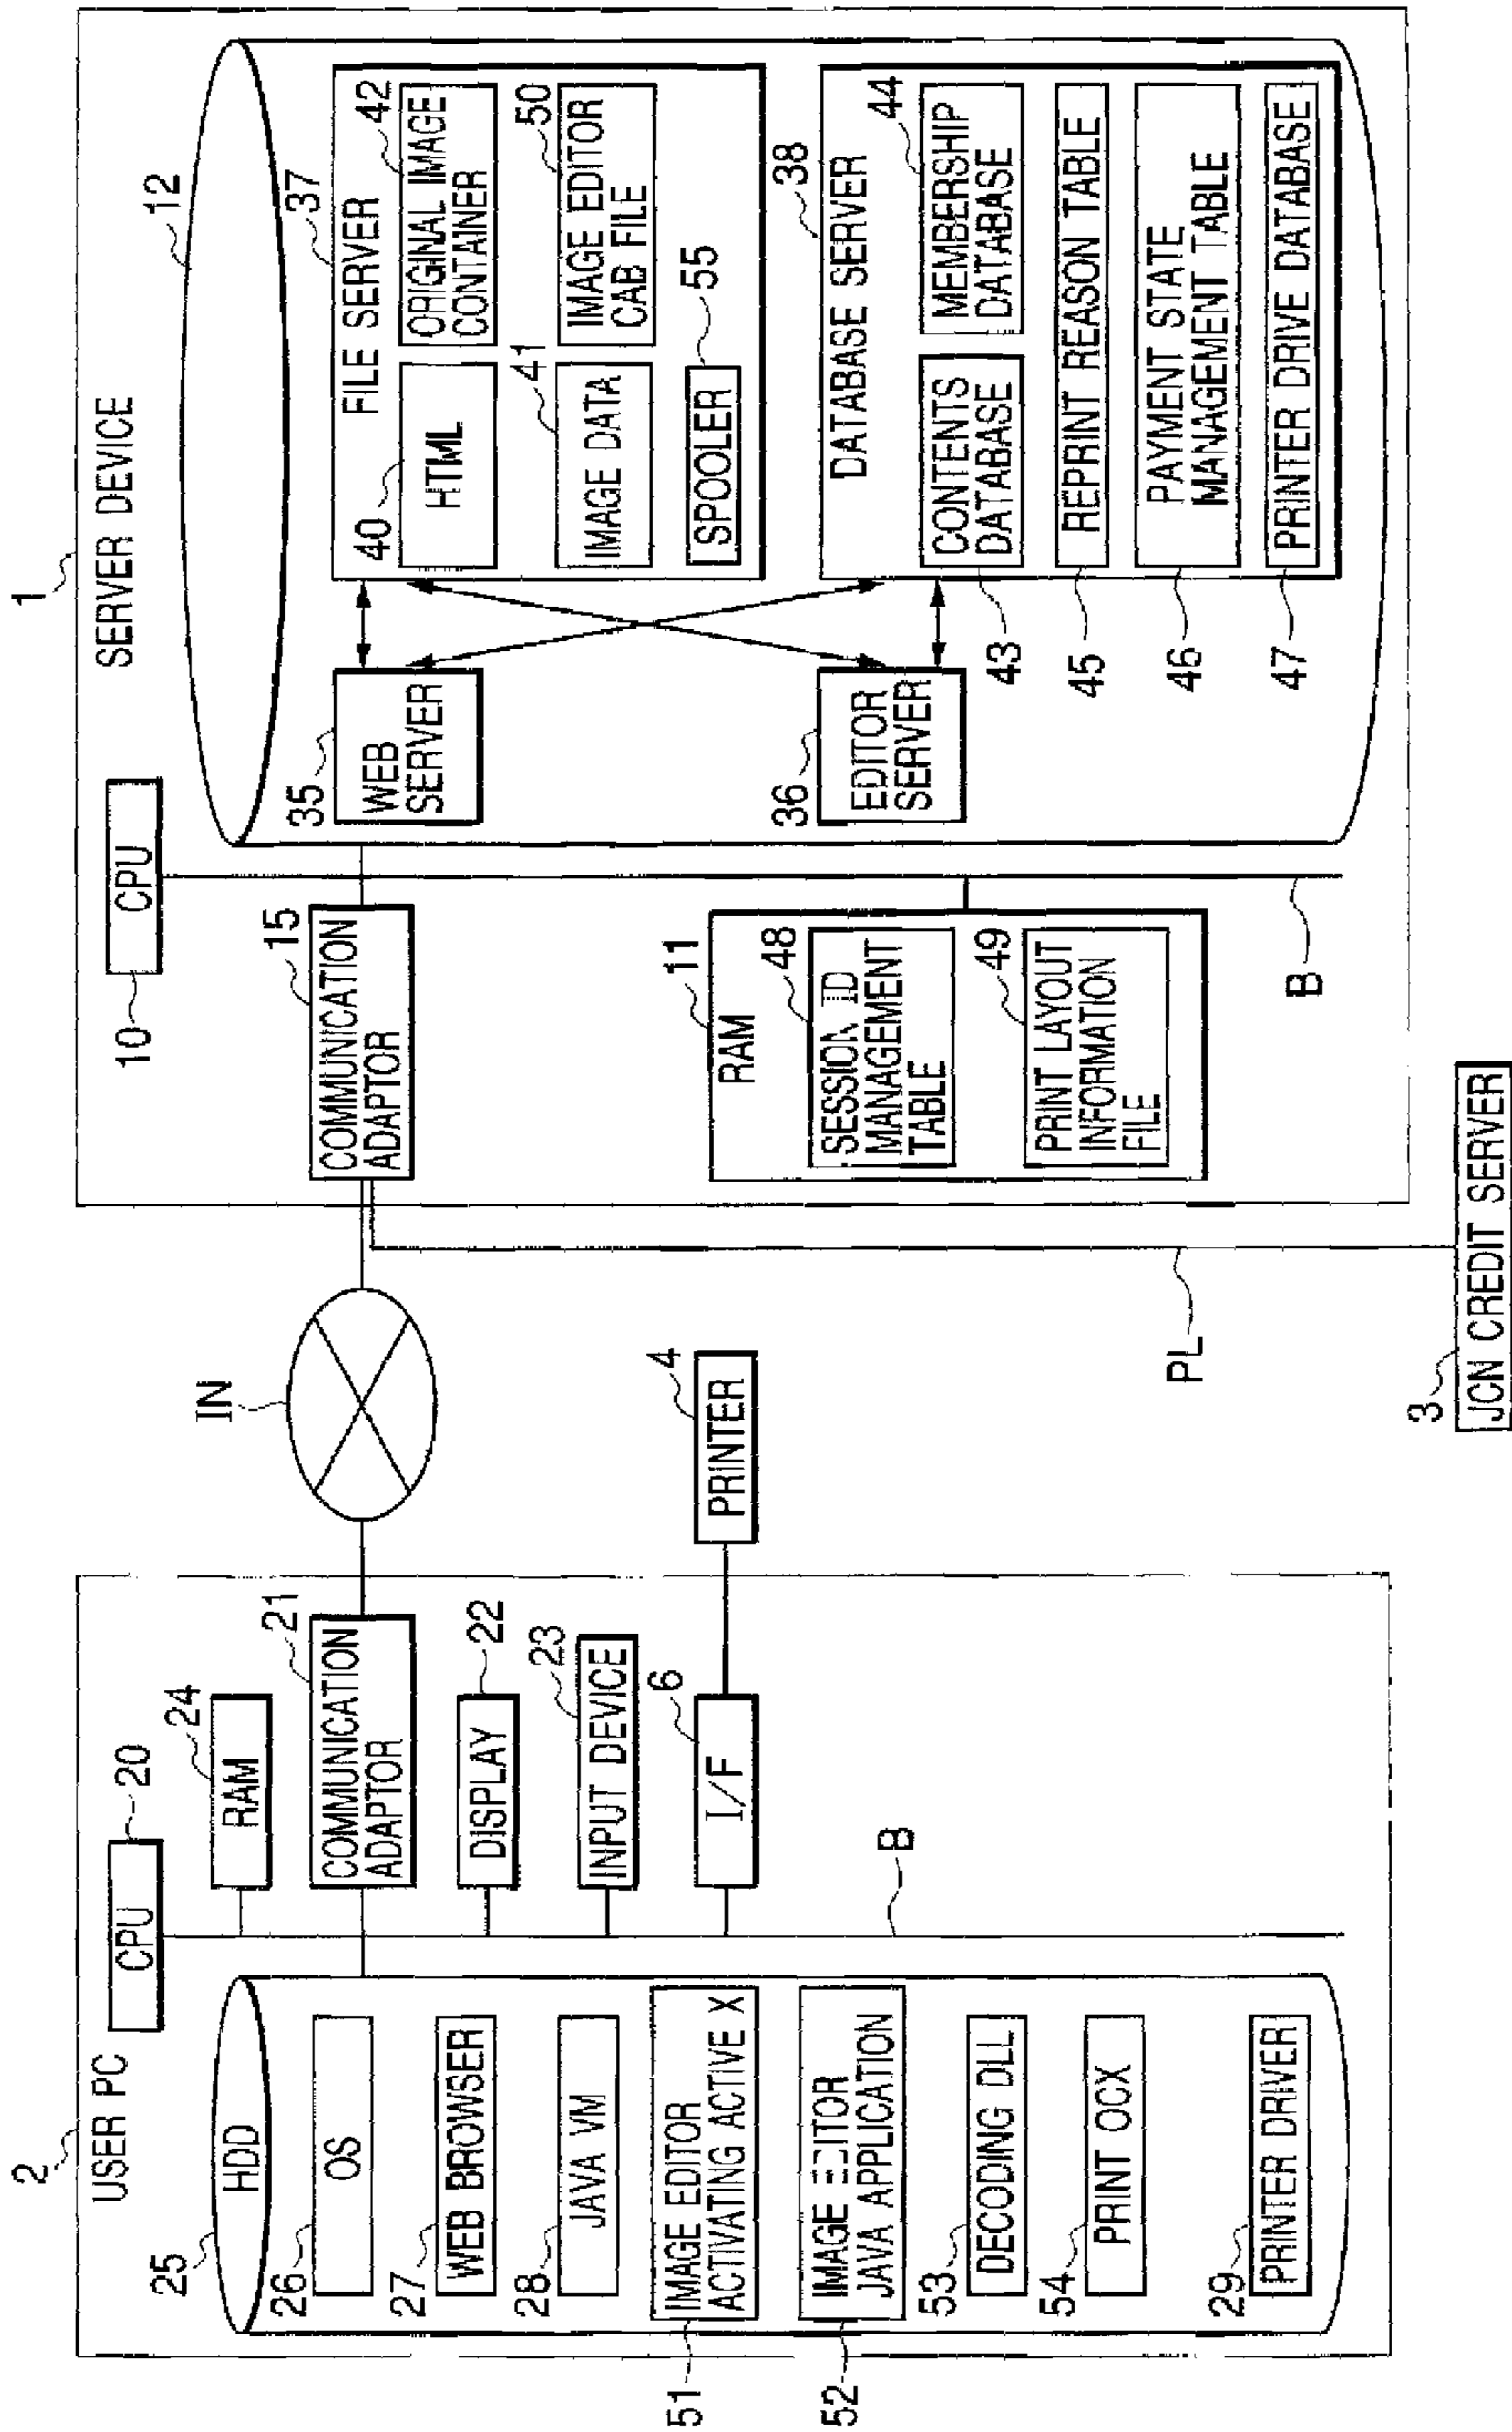 2
USER PC
20
CPU
24
RAM
21
COMMUNICATION
ADAPTOR
22
DISPLAY
23
INPUT DEVICE
6
I/F
B
4
PRINTER
25
HDD
26
OS
27
WEB BROWSER
28
JAVA VM
51
IMAGE EDITOR
ACTIVATING ACTIVE X
52
IMAGE EDITOR
JAVA APPLICATION
53
DECODING DLL
54
PRINT OCX
29
PRINTER DRIVER
IN
PL
3
JCN CREDIT SERVER
1
SERVER DEVICE
10
CPU
15
COMMUNICATION
ADAPTOR
11
RAM
48
SESSION ID
MANAGEMENT
TABLE
49
PRINT LAYOUT
INFORMATION
FILE
B
12
35
WEB
SERVER
36
EDITOR
SERVER
37
FILE SERVER
40
HTML
42
ORIGINAL IMAGE
CONTAINER
41
IMAGE DATA
50
IMAGE EDITOR
CAB FILE
55
SPOOLER
38
DATABASE SERVER
43
CONTENTS
DATABASE
44
MEMBERSHIP
DATABASE
45
REPRINT REASON TABLE
46
PAYMENT STATE
MANAGEMENT TABLE
47
PRINTER DRIVE DATABASE